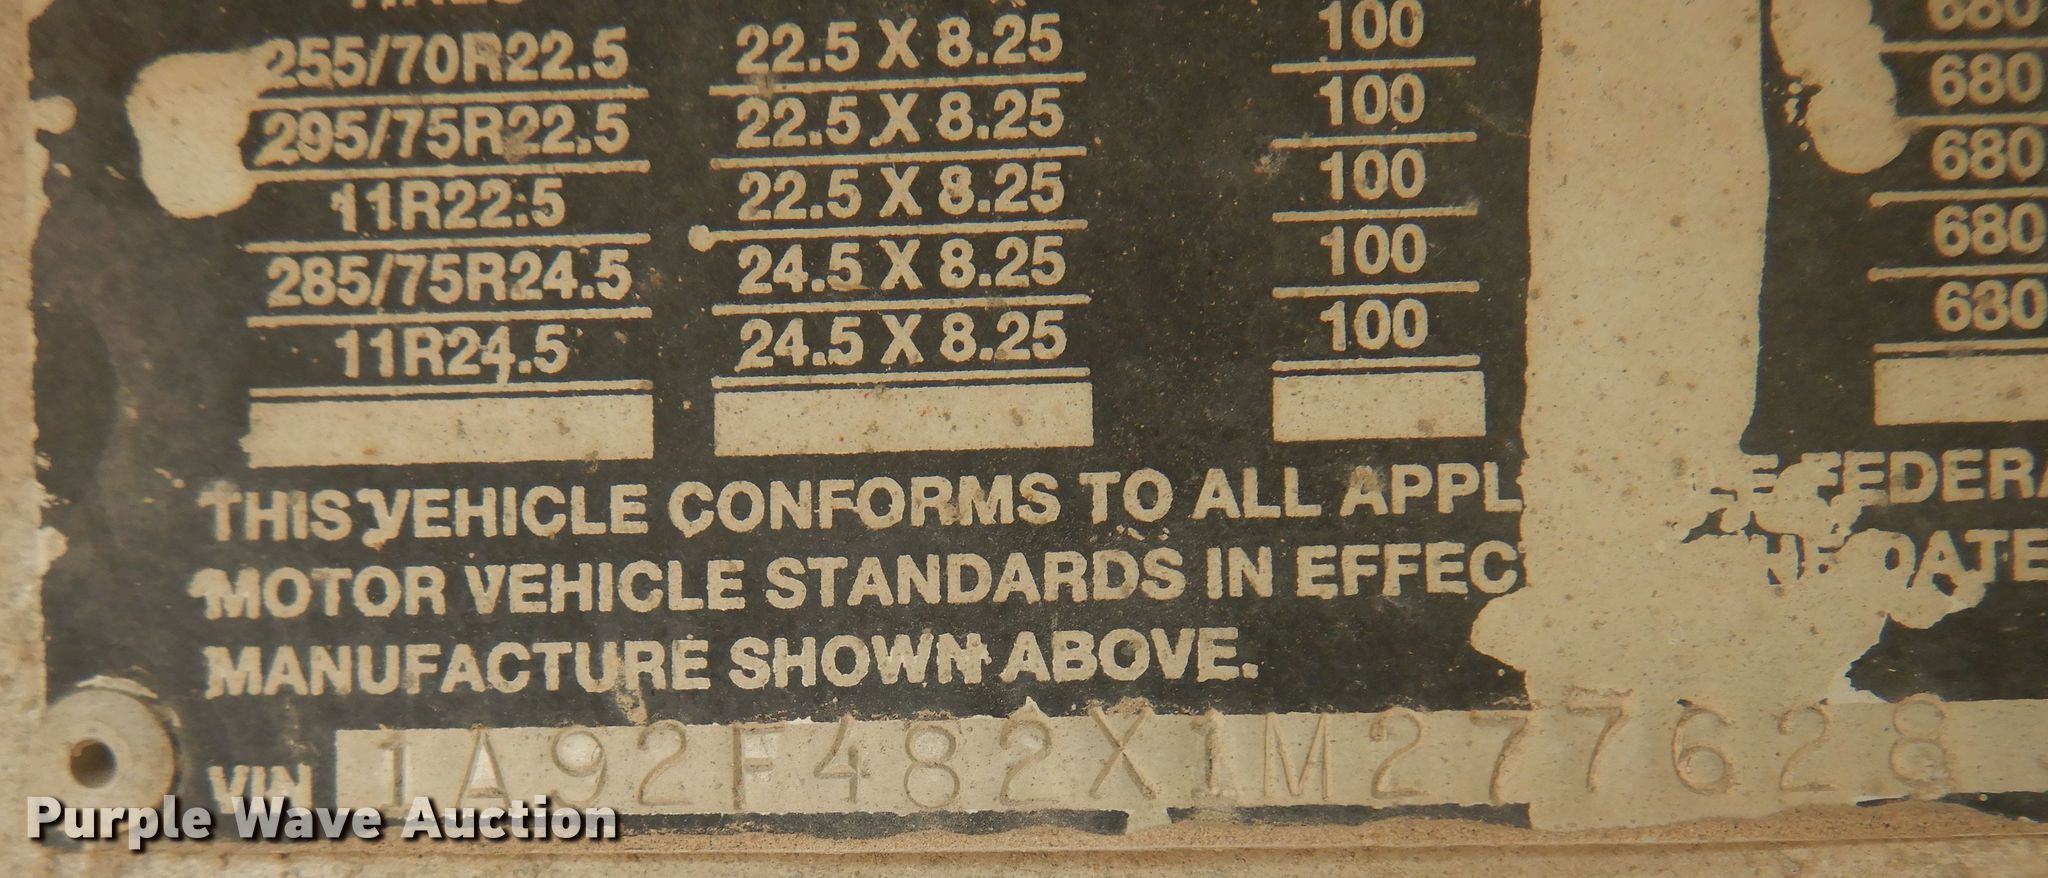 255/70R22.5 22.5 X 8.25 100 680
295/75R22.5 22.5 X 8.25 100 680
11R22.5 22.5 X 8.25 100 680
285/75R24.5 24.5 X 8.25 100 680
11R24.5 24.5 X 8.25 100 680
THIS VEHICLE CONFORMS TO ALL APPL E FEDERA
MOTOR VEHICLE STANDARDS IN EFFEC HE DATE
MANUFACTURE SHOWN ABOVE.
VIN 1A92F482X1M277628
Purple Wave Auction